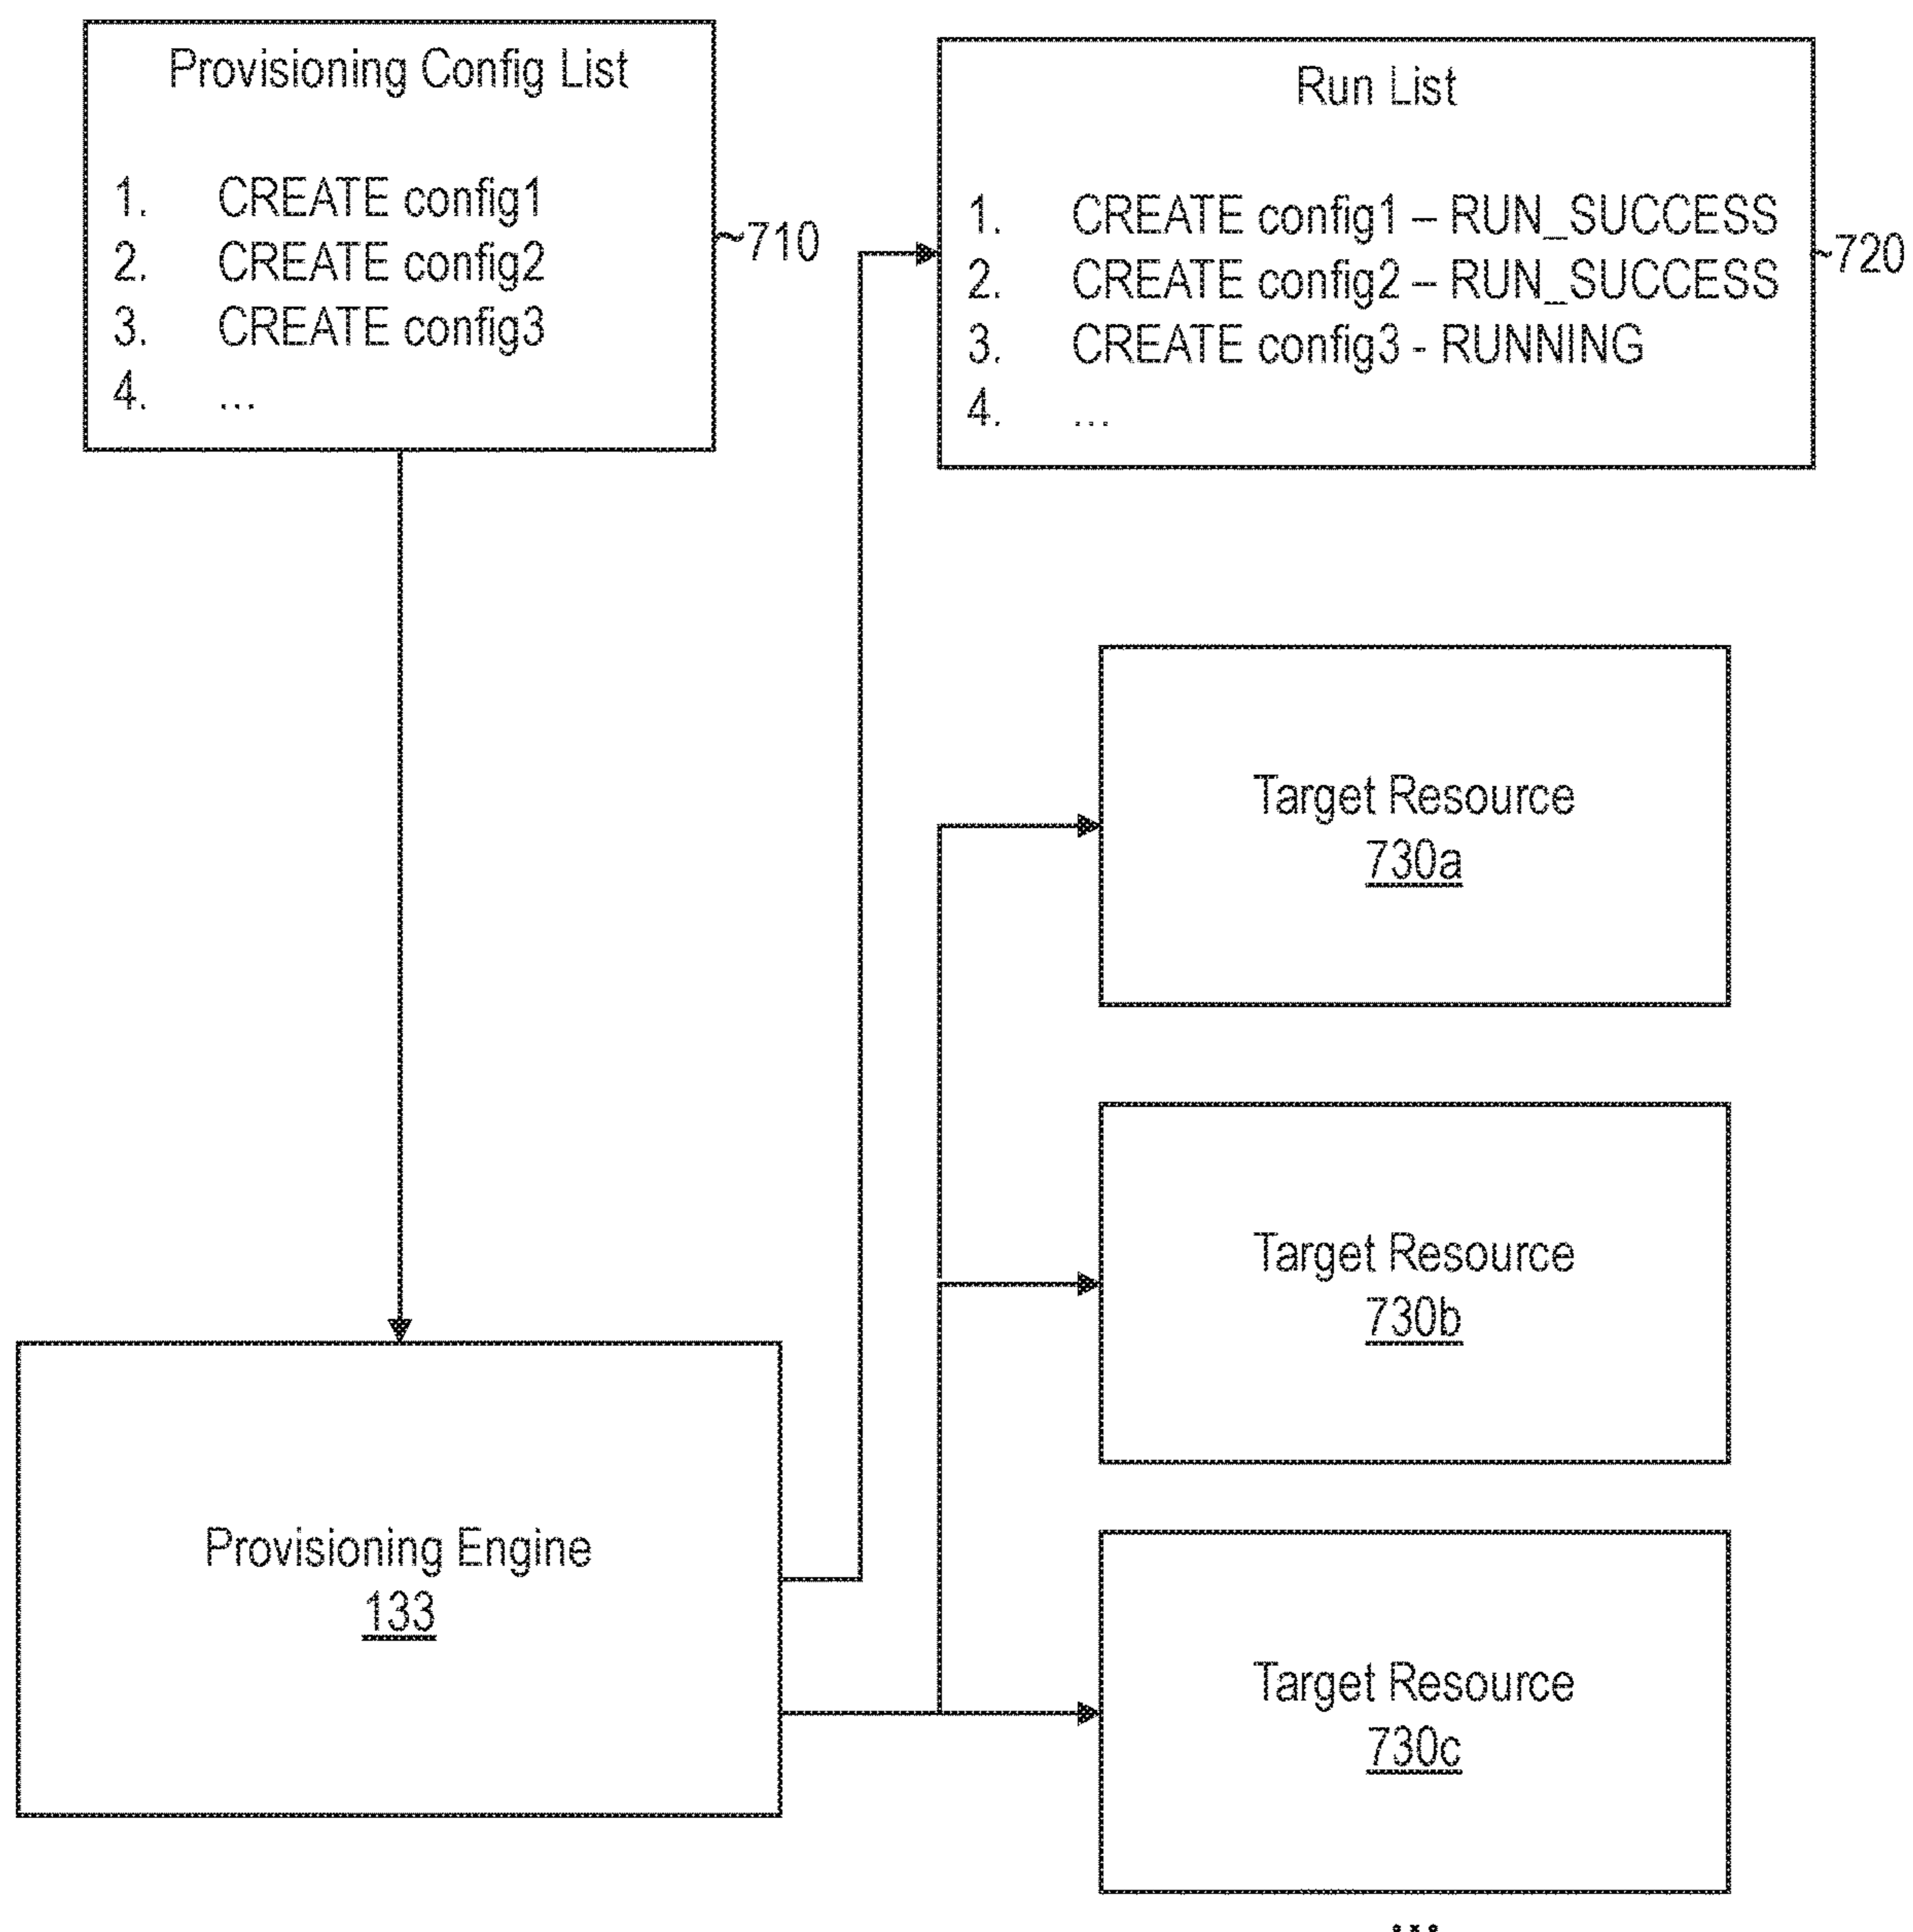 Provisioning Config List
1. CREATE config1
2. CREATE config2
3. CREATE config3
4. ...
~710
Run List
1. CREATE config1 – RUN_SUCCESS
2. CREATE config2 – RUN_SUCCESS
3. CREATE config3 - RUNNING
4. ...
~720
Target Resource
730a
Target Resource
730b
Provisioning Engine
133
Target Resource
730c
...